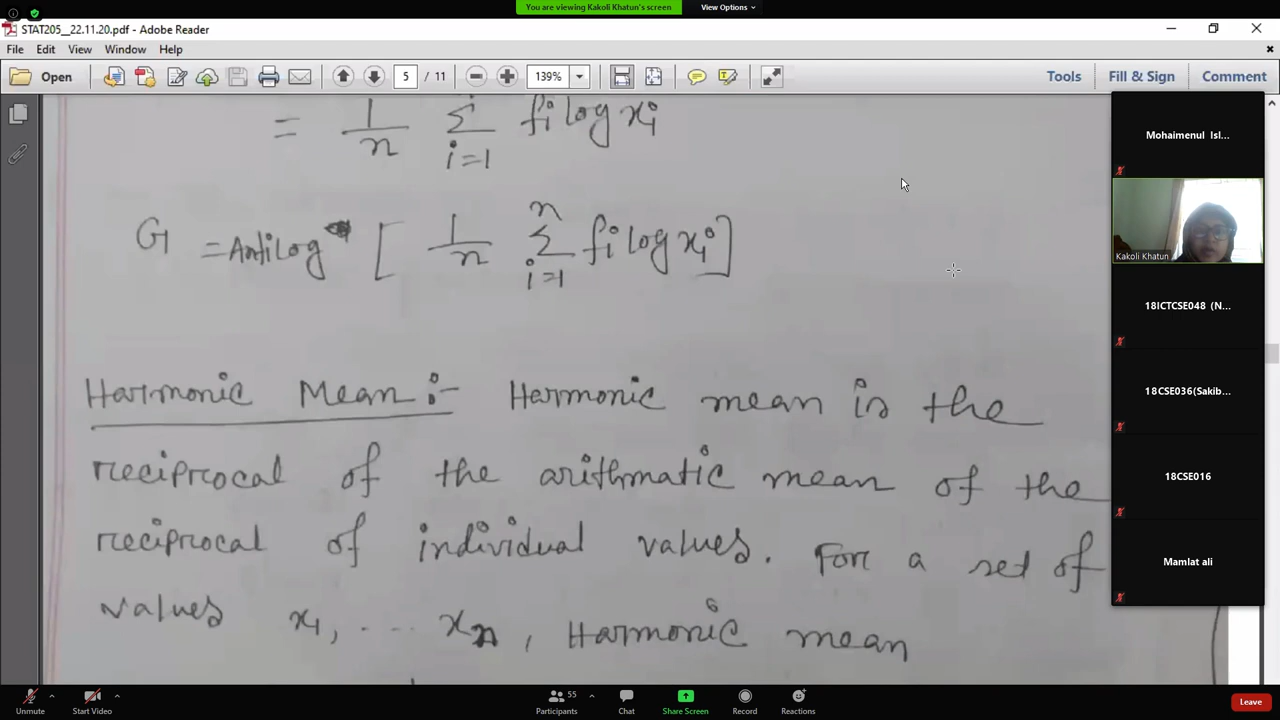 You are viewing Kakoli Khatun's screen
View Options
STAT205__22.11.20.pdf - Adobe Reader
File Edit View Window Help
Open 5 / 11 139% Tools Fill & Sign Comment
= 1/n Σ i=1 fi log xi
G = Antilog [ 1/n n Σ i=1 fi log xi ]
Harmonic Mean :- Harmonic mean is the
reciprocal of the arithmatic mean of the
reciprocal of individual values. For a set of
values x1, ... xn, Harmonic mean
Mohaimenul Isl...
Kakoli Khatun
18ICTCSE048 (N...
18CSE036(Sakib...
18CSE016
Mamlat ali
Unmute Start Video Participants 55 Chat Share Screen Record Reactions Leave